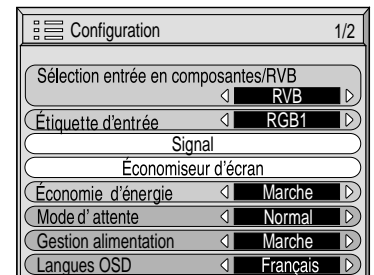 Configuration 1/2
Sélection entrée en composantes/RVB
RVB
Étiquette d'entrée RGB1
Signal
Économiseur d'écran
Économie d'énergie Marche
Mode d' attente Normal
Gestion alimentation Marche
Langues OSD Français